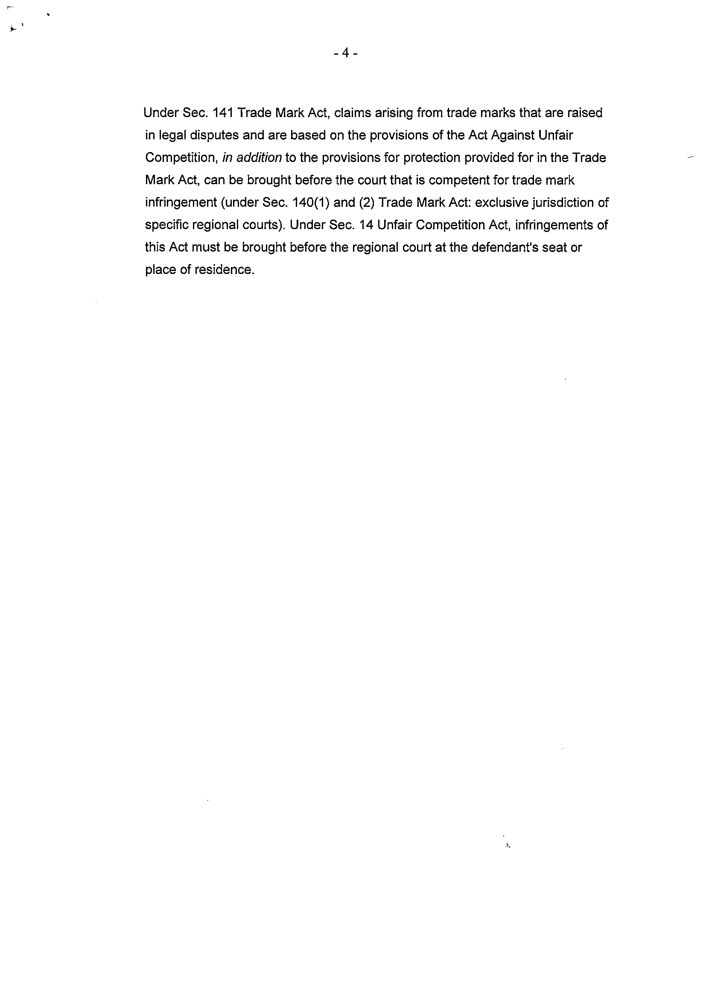 - 4 -
Under Sec. 141 Trade Mark Act, claims arising from trade marks that are raised
in legal disputes and are based on the provisions of the Act Against Unfair
Competition, in addition to the provisions for protection provided for in the Trade
Mark Act, can be brought before the court that is competent for trade mark
infringement (under Sec. 140(1) and (2) Trade Mark Act: exclusive jurisdiction of
specific regional courts). Under Sec. 14 Unfair Competition Act, infringements of
this Act must be brought before the regional court at the defendant's seat or
place of residence.